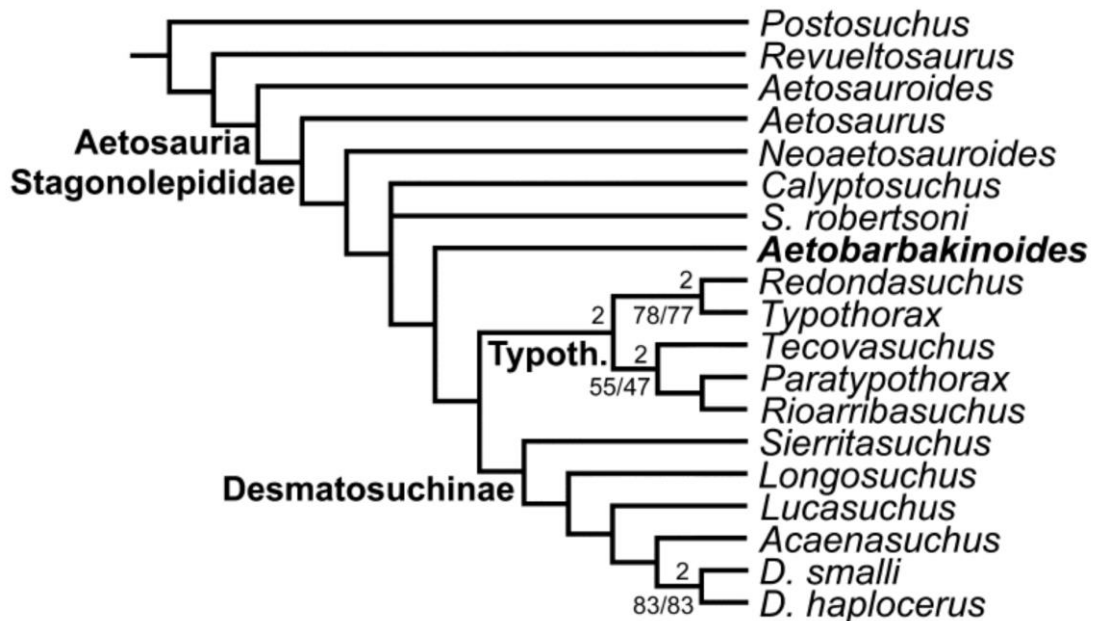 Postosuchus
Revueltosaurus
Aetosauroides
Aetosaurus
Aetosauria
Neoaetosauroides
Stagonolepididae
Calyptosuchus
S. robertsoni
Aetobarbakinoides
2
Redondasuchus
2
78/77
Typothorax
Typoth.
2
Tecovasuchus
55/47
Paratypothorax
Rioarribasuchus
Sierritasuchus
Desmatosuchinae
Longosuchus
Lucasuchus
Acaenasuchus
2
D. smalli
83/83
D. haplocerus